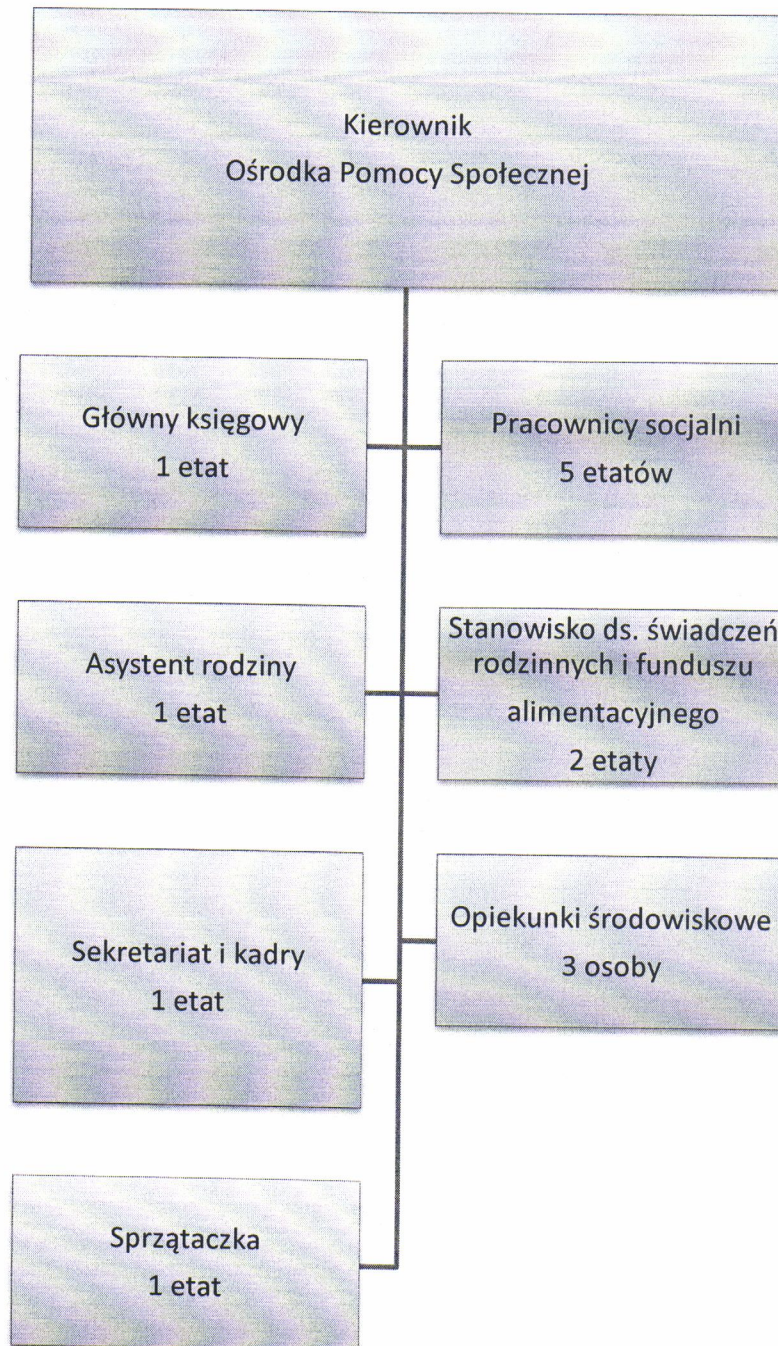 Kierownik
Ośrodka Pomocy Społecznej
Główny księgowy
1 etat
Pracownicy socjalni
5 etatów
Asystent rodziny
1 etat
Stanowisko ds. świadczeń
rodzinnych i funduszu
alimentacyjnego
2 etaty
Sekretariat i kadry
1 etat
Opiekunki środowiskowe
3 osoby
Sprzątaczka
1 etat